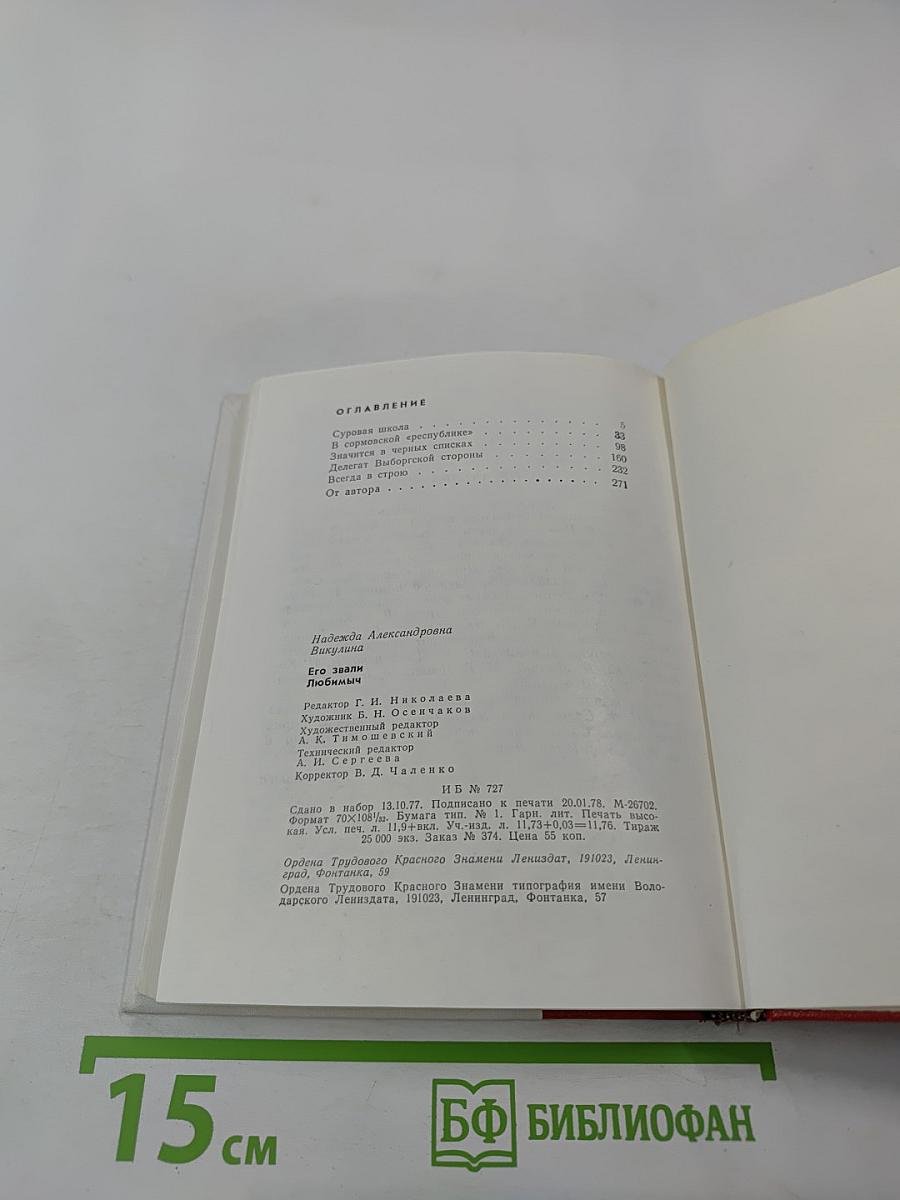 ОГЛАВЛЕНИЕ
Суровая школа . . . . . . . . . . . . . . 5
В сормовской «республике» . . . . . . . . . 33
Значится в черных списках . . . . . . . . . 98
Делегат Выборгской стороны . . . . . . . . 160
Всегда в строю . . . . . . . . . . . . . . 232
От автора . . . . . . . . . . . . . . . . 271
Надежда Александровна
Викулина
Его звали
Любимыч
Редактор Г. И. Николаева
Художник Б. Н. Осенчаков
Художественный редактор
А. К. Тимошевский
Технический редактор
А. И. Сергеева
Корректор В. Д. Чаленко
ИБ № 727
Сдано в набор 13.10.77. Подписано к печати 20.01.78. М-26702.
Формат 70×108¹/₃₂. Бумага тип. № 1. Гарн. лит. Печать высо-
кая. Усл. печ. л. 11,9+вкл. Уч.-изд. л. 11,73+0,03=11,76. Тираж
25 000 экз. Заказ № 374. Цена 55 коп.
Ордена Трудового Красного Знамени Лениздат, 191023, Ленин-
град, Фонтанка, 59
Ордена Трудового Красного Знамени типография имени Воло-
дарского Лениздата, 191023, Ленинград, Фонтанка, 57
15 см
БФ БИБЛИОФАН